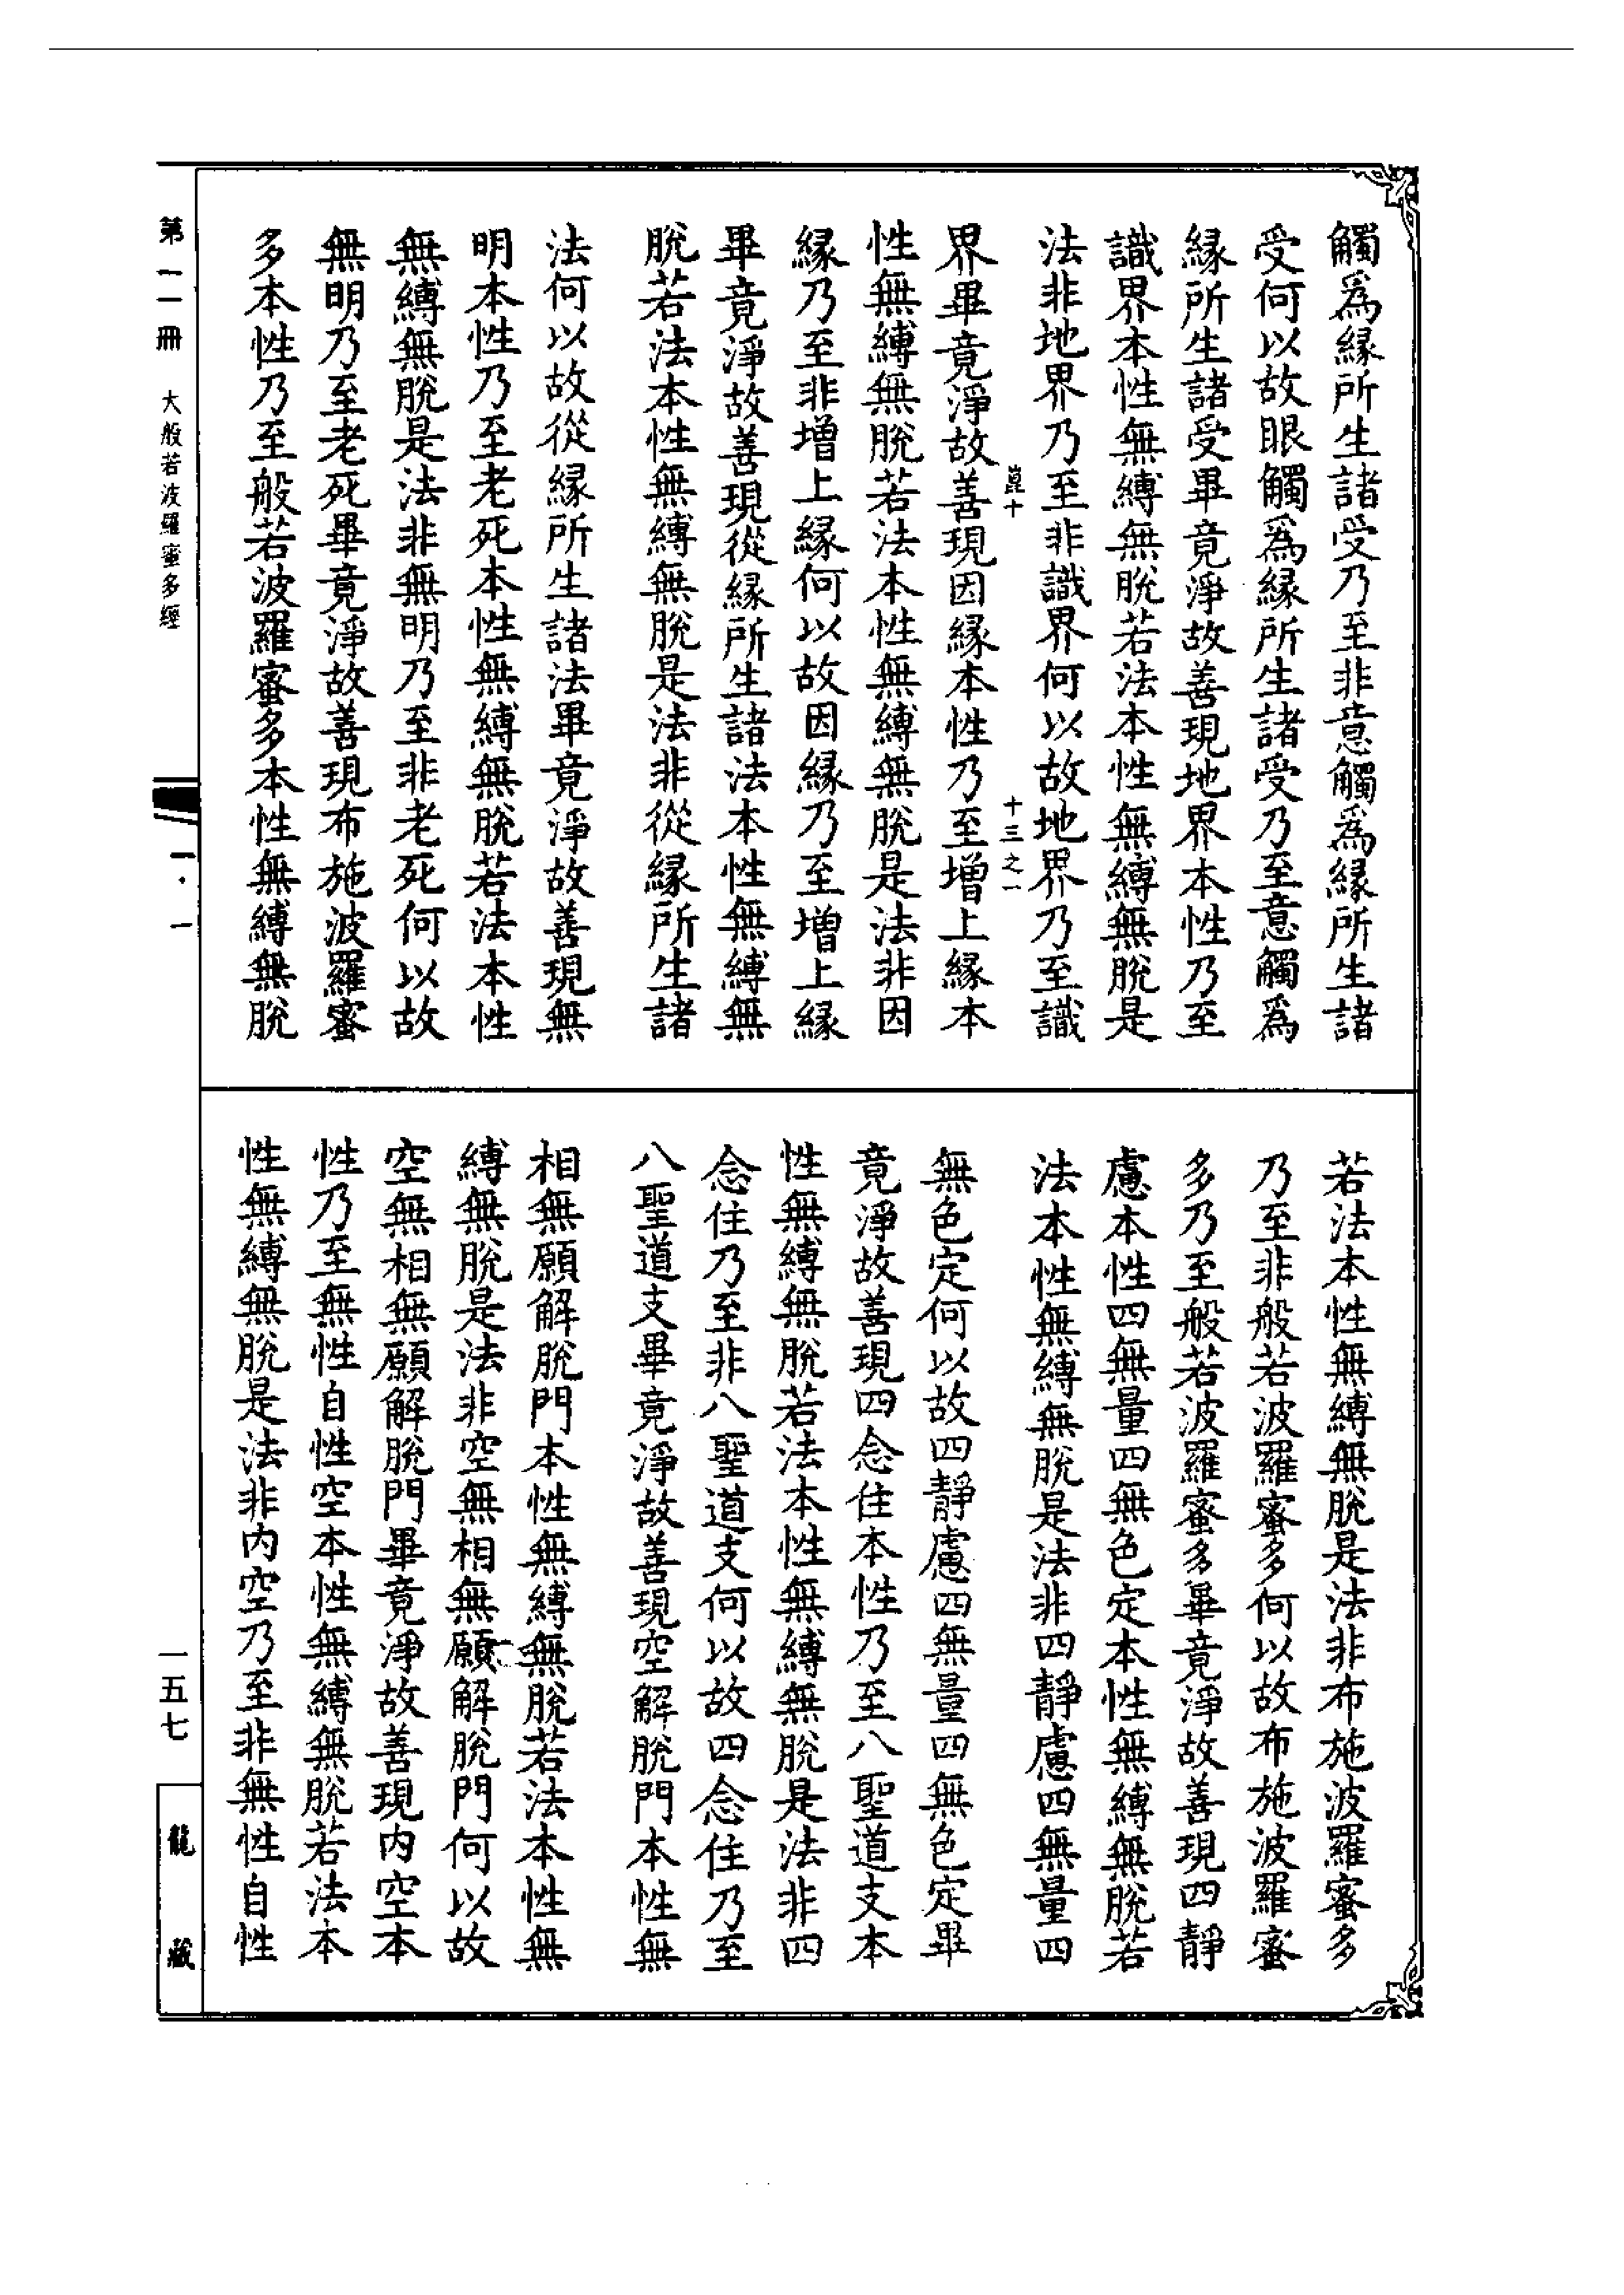 觸爲縁所生諸受乃至非意觸爲縁所生諸
受何以故眼觸爲縁所生諸受乃至意觸爲
縁所生諸受畢竟淨故善現地界本性乃至
識界本性無縛無脫若法本性無縛無脫是
法非地界乃至非識界何以故地界乃至識
崑十 十三之一
界畢竟淨故善現因縁本性乃至增上縁本
性無縛無脫若法本性無縛無脫是法非因
縁乃至非增上縁何以故因縁乃至增上縁
畢竟淨故善現從縁所生諸法本性無縛無
脫若法本性無縛無脫是法非從縁所生諸
法何以故從縁所生諸法畢竟淨故善現無
明本性乃至老死本性無縛無脫若法本性
無縛無脫是法非無明乃至非老死何以故
無明乃至老死畢竟淨故善現布施波羅蜜
多本性乃至般若波羅蜜多本性無縛無脫
若法本性無縛無脫是法非布施波羅蜜多
乃至非般若波羅蜜多何以故布施波羅蜜
多乃至般若波羅蜜多畢竟淨故善現四靜
慮本性四無量四無色定本性無縛無脫若
法本性無縛無脫是法非四靜慮四無量四
無色定何以故四靜慮四無量四無色定畢
竟淨故善現四念住本性乃至八聖道支本
性無縛無脫若法本性無縛無脫是法非四
念住乃至非八聖道支何以故四念住乃至
八聖道支畢竟淨故善現空解脫門本性無
相無願解脫門本性無縛無脫若法本性無
縛無脫是法非空無相無願解脫門何以故
空無相無願解脫門畢竟淨故善現内空本
性乃至無性自性空本性無縛無脫若法本
性無縛無脫是法非内空乃至非無性自性
第一一冊 大般若波羅蜜多經 一·一 一五七 龍藏